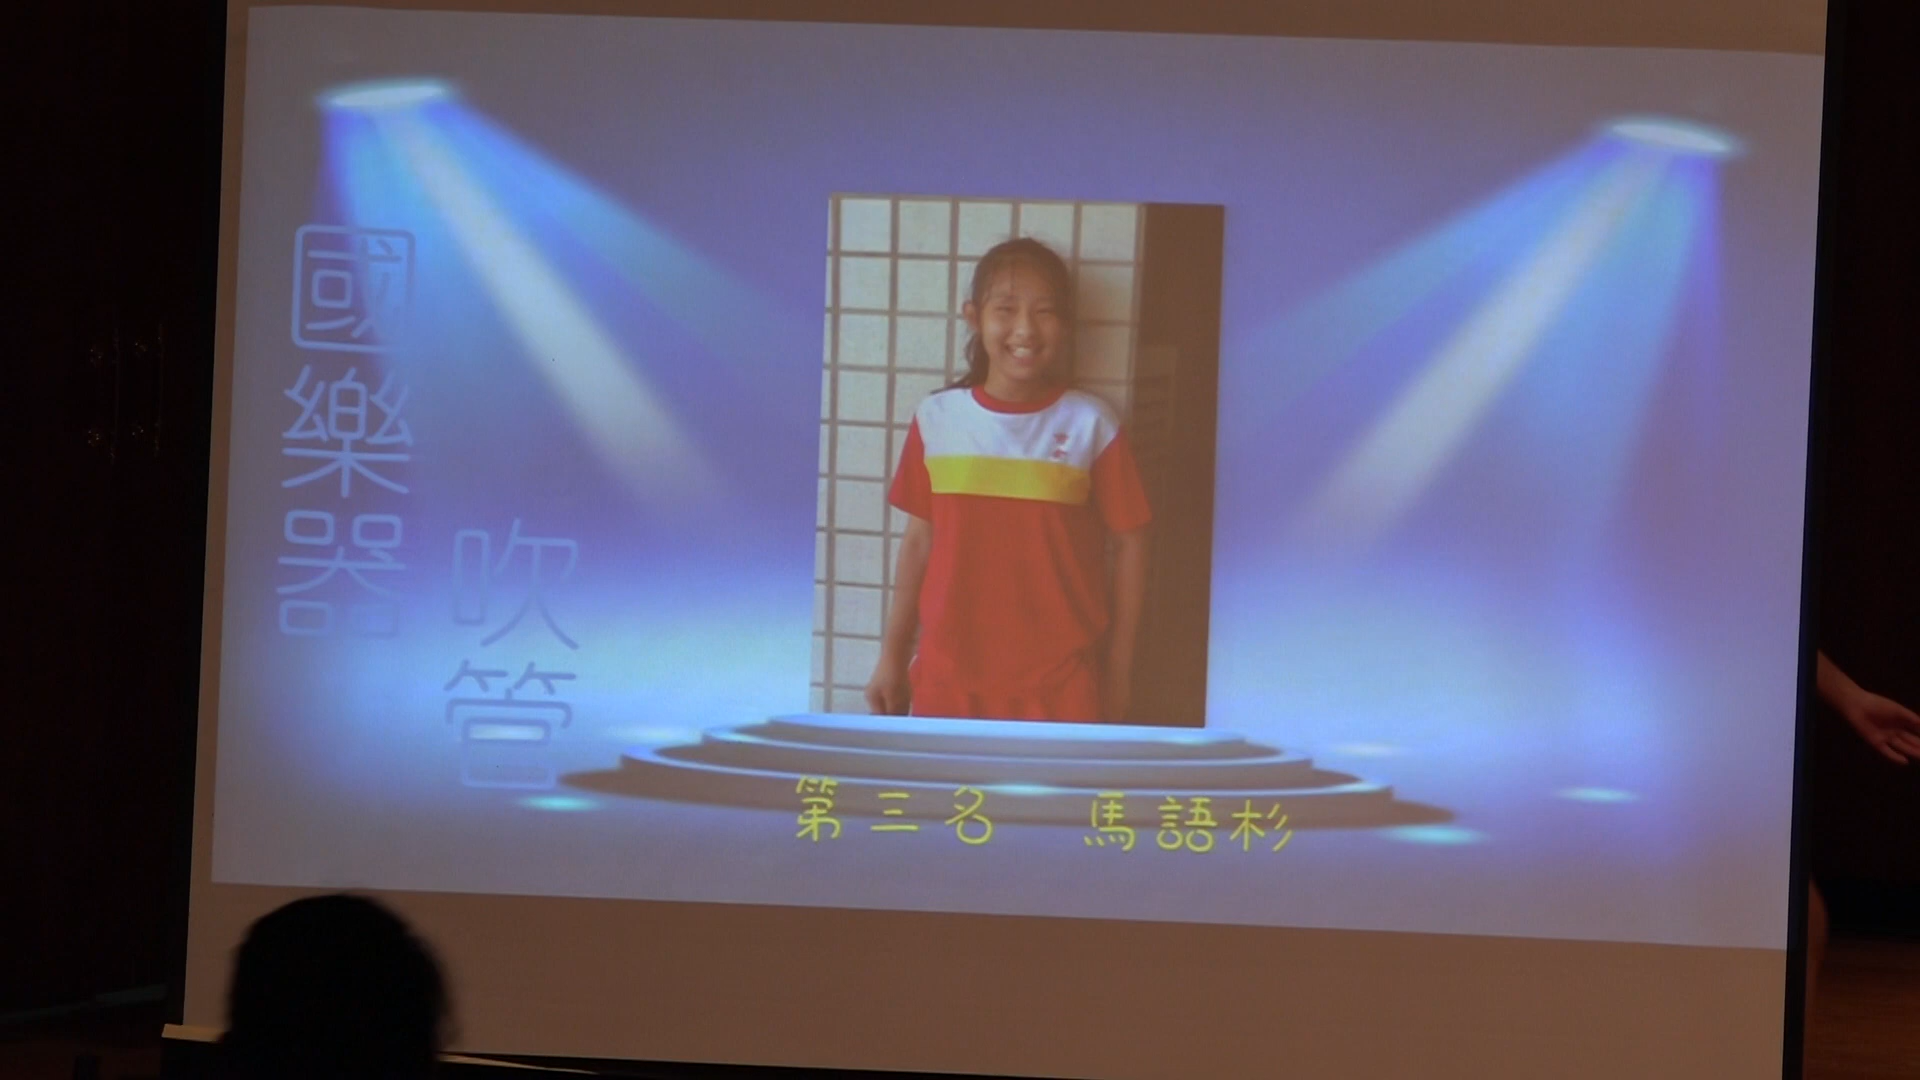 國樂器
吹管
第三名 馬語杉